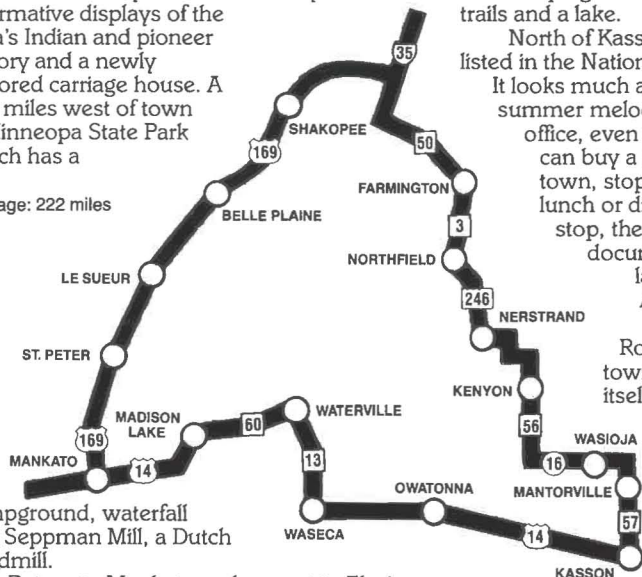 formative displays of the
a's Indian and pioneer
ory and a newly
ored carriage house. A
miles west of town
inneopa State Park
ch has a
age: 222 miles
35
SHAKOPEE
169
50
BELLE PLAINE
FARMINGTON
3
NORTHFIELD
LE SUEUR
246
NERSTRAND
ST. PETER
KENYON
MADISON
LAKE
60
WATERVILLE
56
WASIOJA
169
16
MANKATO
14
13
MANTORVILLE
OWATONNA
57
WASECA
14
KASSON
mpground, waterfall
Seppman Mill, a Dutch
dmill.
trails and a lake.
North of Kass
listed in the Nation
It looks much a
summer melod
office, even
can buy a
town, stop
lunch or di
stop, the
docum
la
Ro
town
itsel